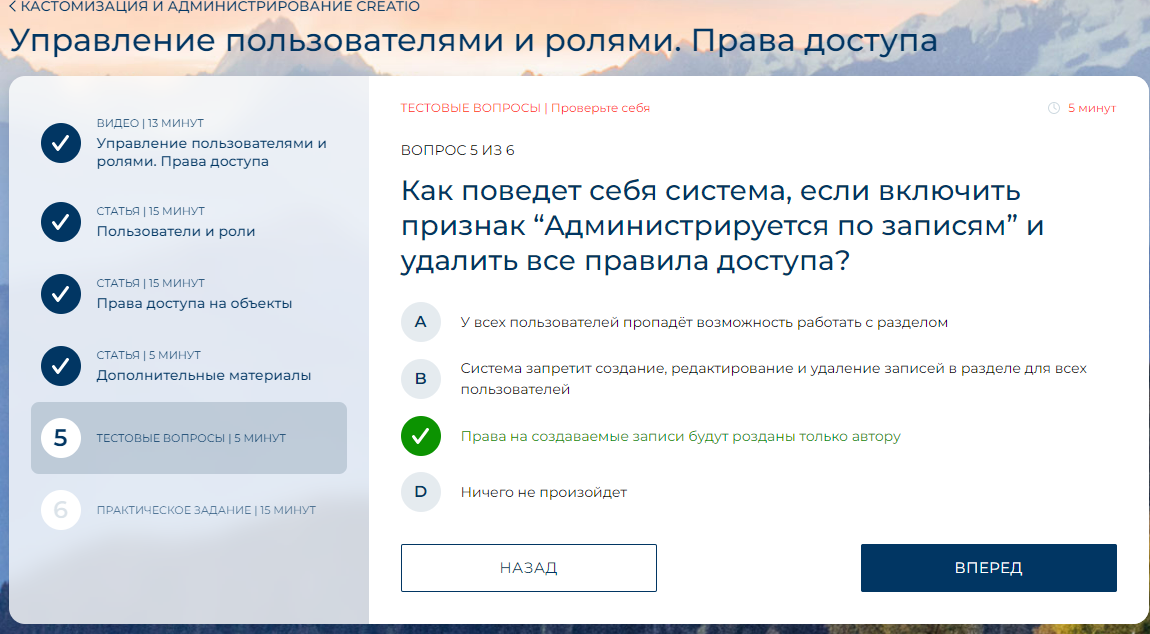 < КАСТОМИЗАЦИЯ И АДМИНИСТРИРОВАНИЕ CREATIO
Управление пользователями и ролями. Права доступа
ВИДЕО | 13 МИНУТ
Управление пользователями и
ролями. Права доступа
СТАТЬЯ | 15 МИНУТ
Пользователи и роли
СТАТЬЯ | 15 МИНУТ
Права доступа на объекты
СТАТЬЯ | 5 МИНУТ
Дополнительные материалы
5
ТЕСТОВЫЕ ВОПРОСЫ | 5 МИНУТ
6
ПРАКТИЧЕСКОЕ ЗАДАНИЕ | 15 МИНУТ
ТЕСТОВЫЕ ВОПРОСЫ | Проверьте себя
5 минут
ВОПРОС 5 ИЗ 6
Как поведет себя система, если включить
признак “Администрируется по записям” и
удалить все правила доступа?
A
У всех пользователей пропадёт возможность работать с разделом
B
Система запретит создание, редактирование и удаление записей в разделе для всех
пользователей
Права на создаваемые записи будут розданы только автору
D
Ничего не произойдет
НАЗАД
ВПЕРЕД